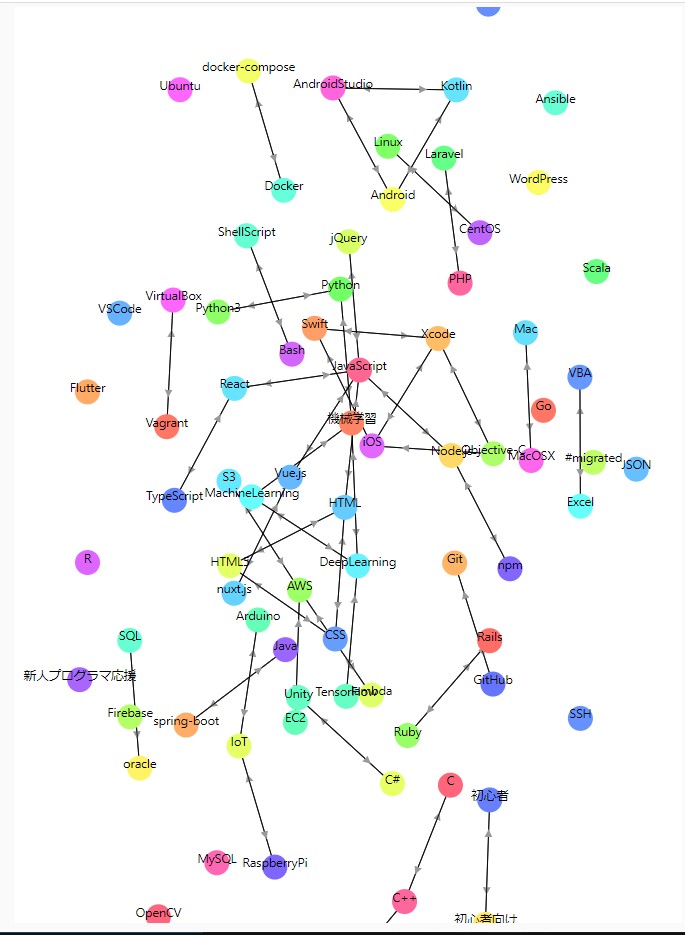 docker-compose
Ubuntu
AndroidStudio
Kotlin
Ansible
Linux
Laravel
Docker
Android
WordPress
ShellScript
jQuery
CentOS
Scala
PHP
Python
VirtualBox
Python3
VSCode
Swift
Xcode
Mac
Bash
JavaScript
VBA
React
Flutter
Go
機械学習
Vagrant
iOS
Objective-C
MacOSX
#migrated
JSON
S3
Vue.js
MachineLearning
TypeScript
HTML
Excel
R
HTML5
DeepLearning
Git
npm
nuxt.js
AWS
Arduino
SQL
CSS
Rails
Java
新人プログラマ応援
GitHub
Unity
TensorFlow
Firebase
spring-boot
EC2
SSH
Ruby
IoT
oracle
C#
C
初心者
MySQL
RaspberryPi
C++
OpenCV
初心者向け